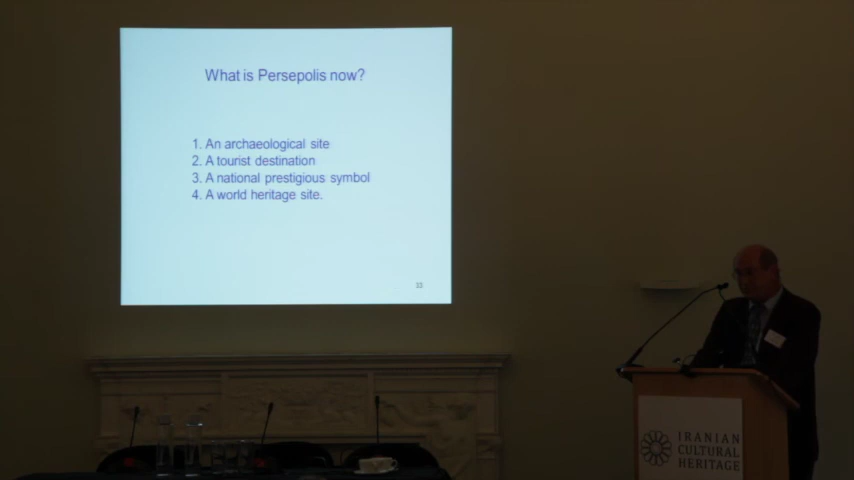 What is Persepolis now?
1. An archaeological site
2. A tourist destination
3. A national prestigious symbol
4. A world heritage site.
IRANIAN
CULTURAL
HERITAGE